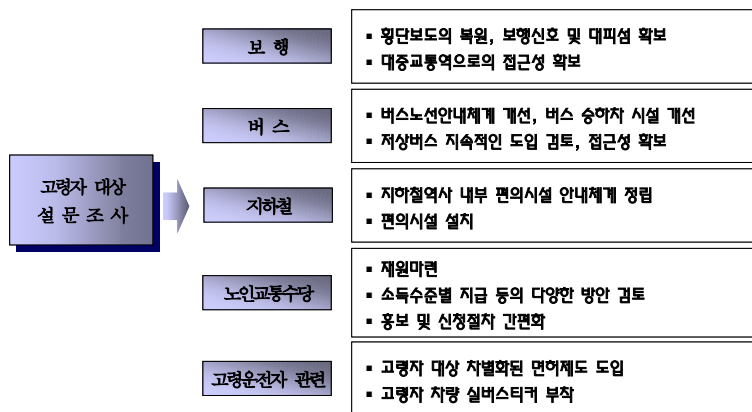 고령자 대상
설 문 조 사
보 행
▪ 횡단보도의 복원, 보행신호 및 대피섬 확보
▪ 대중교통역으로의 접근성 확보
버 스
▪ 버스노선안내체계 개선, 버스 승하차 시설 개선
▪ 저상버스 지속적인 도입 검토, 접근성 확보
지하철
▪ 지하철역사 내부 편의시설 안내체계 정립
▪ 편의시설 설치
노인교통수당
▪ 재원마련
▪ 소득수준별 지급 등의 다양한 방안 검토
▪ 홍보 및 신청절차 간편화
고령운전자 관련
▪ 고령자 대상 차별화된 면허제도 도입
▪ 고령자 차량 실버스티커 부착